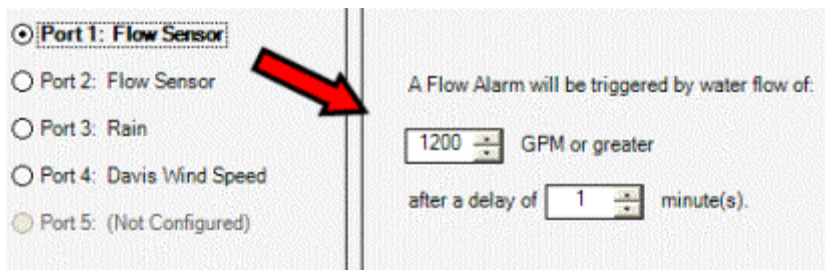 Port 1: Flow Sensor
Port 2: Flow Sensor
Port 3: Rain
Port 4: Davis Wind Speed
Port 5: (Not Configured)
A Flow Alarm will be triggered by water flow of:
1200 GPM or greater
after a delay of 1 minute(s).